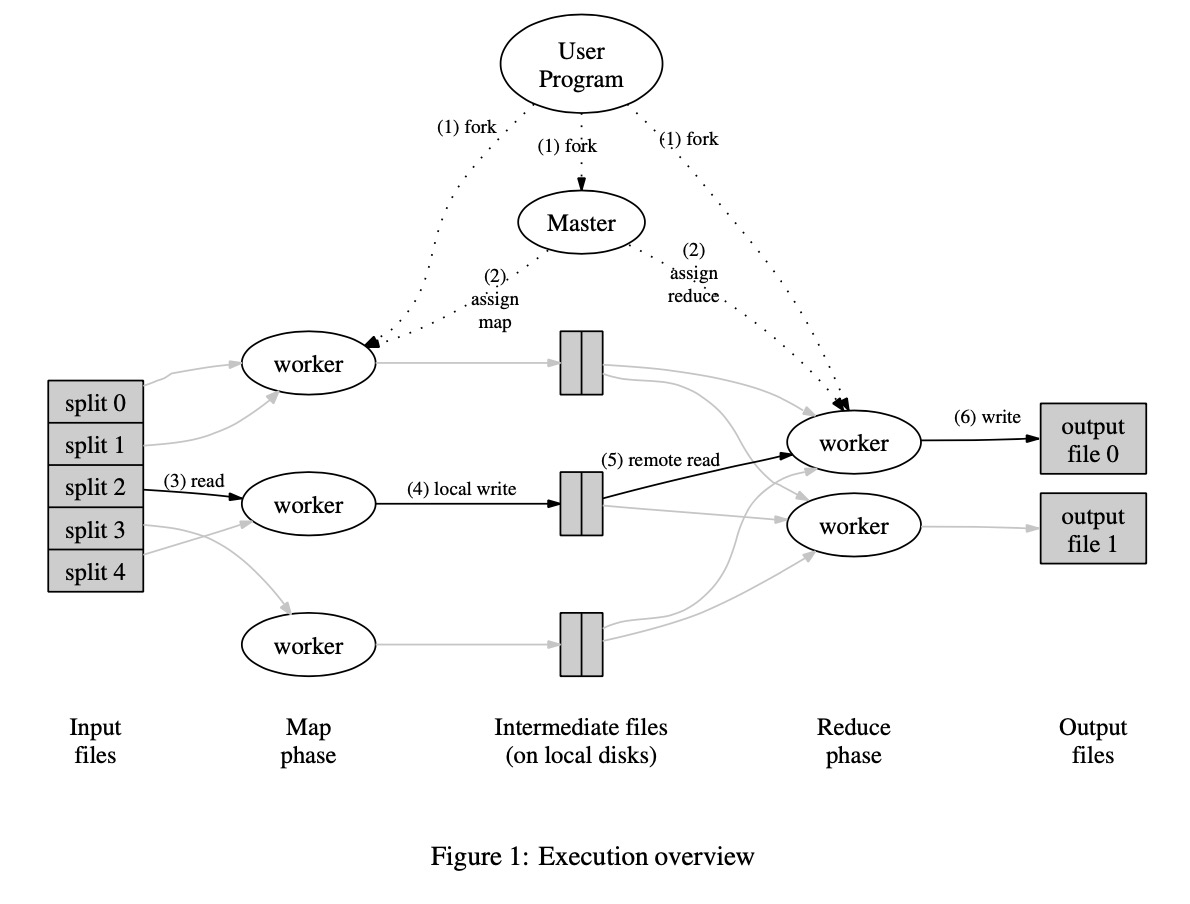 User
Program
(1) fork
(1) fork
(1) fork
Master
(2)
assign
map
(2)
assign
reduce
worker
split 0
split 1
split 2
split 3
split 4
(3) read
worker
(4) local write
worker
(5) remote read
worker
(6) write
output
file 0
worker
output
file 1
Input
files
Map
phase
Intermediate files
(on local disks)
Reduce
phase
Output
files
Figure 1: Execution overview